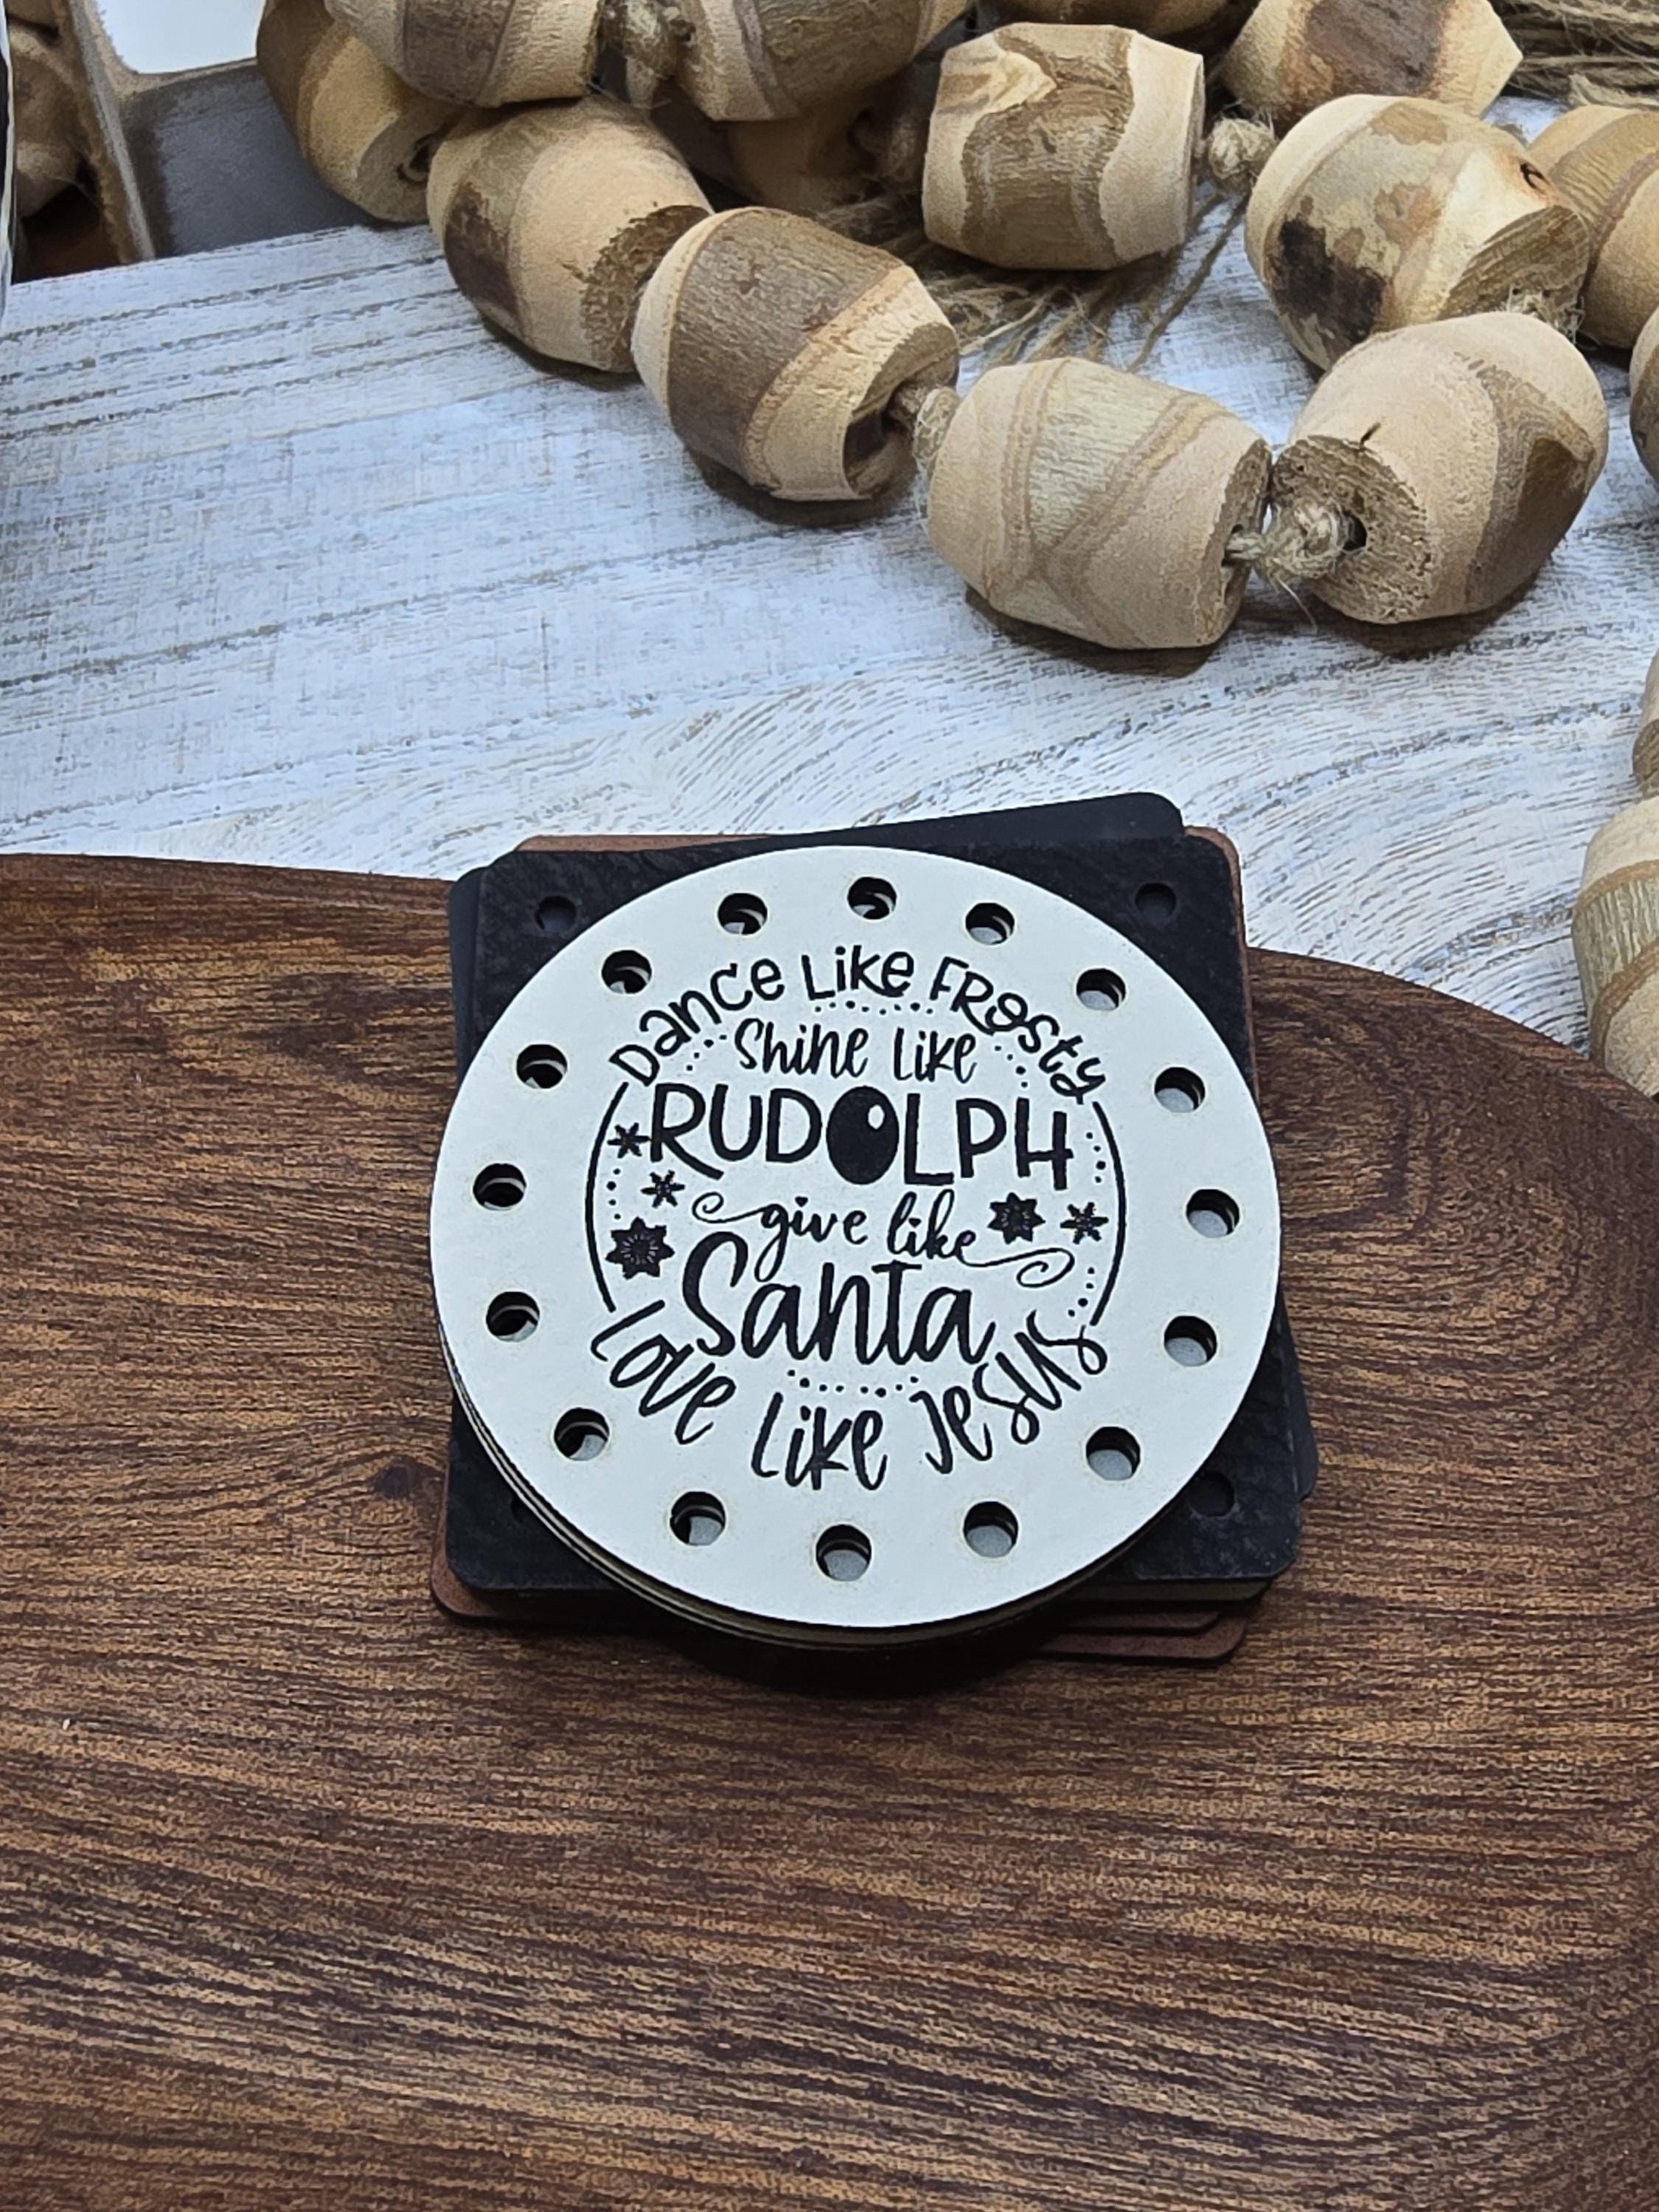 Dance Like Frosty
Shine Like
RUDOLPH
give like
Santa
Love Like Jesus